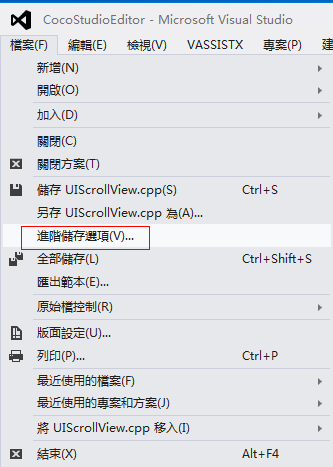 CocoStudioEditor - Microsoft Visual Studio
檔案(F) 編輯(E) 檢視(V) VASSISTX 專案(P) 建
新增(N)
開啟(O)
加入(D)
關閉(C)
關閉方案(T)
儲存 UIScrollView.cpp(S) Ctrl+S
另存 UIScrollView.cpp 為(A)...
進階儲存選項(V)...
全部儲存(L) Ctrl+Shift+S
匯出範本(E)...
原始檔控制(R)
版面設定(U)...
列印(P)... Ctrl+P
最近使用的檔案(F)
最近使用的專案和方案(J)
將 UIScrollView.cpp 移入(I)
結束(X) Alt+F4